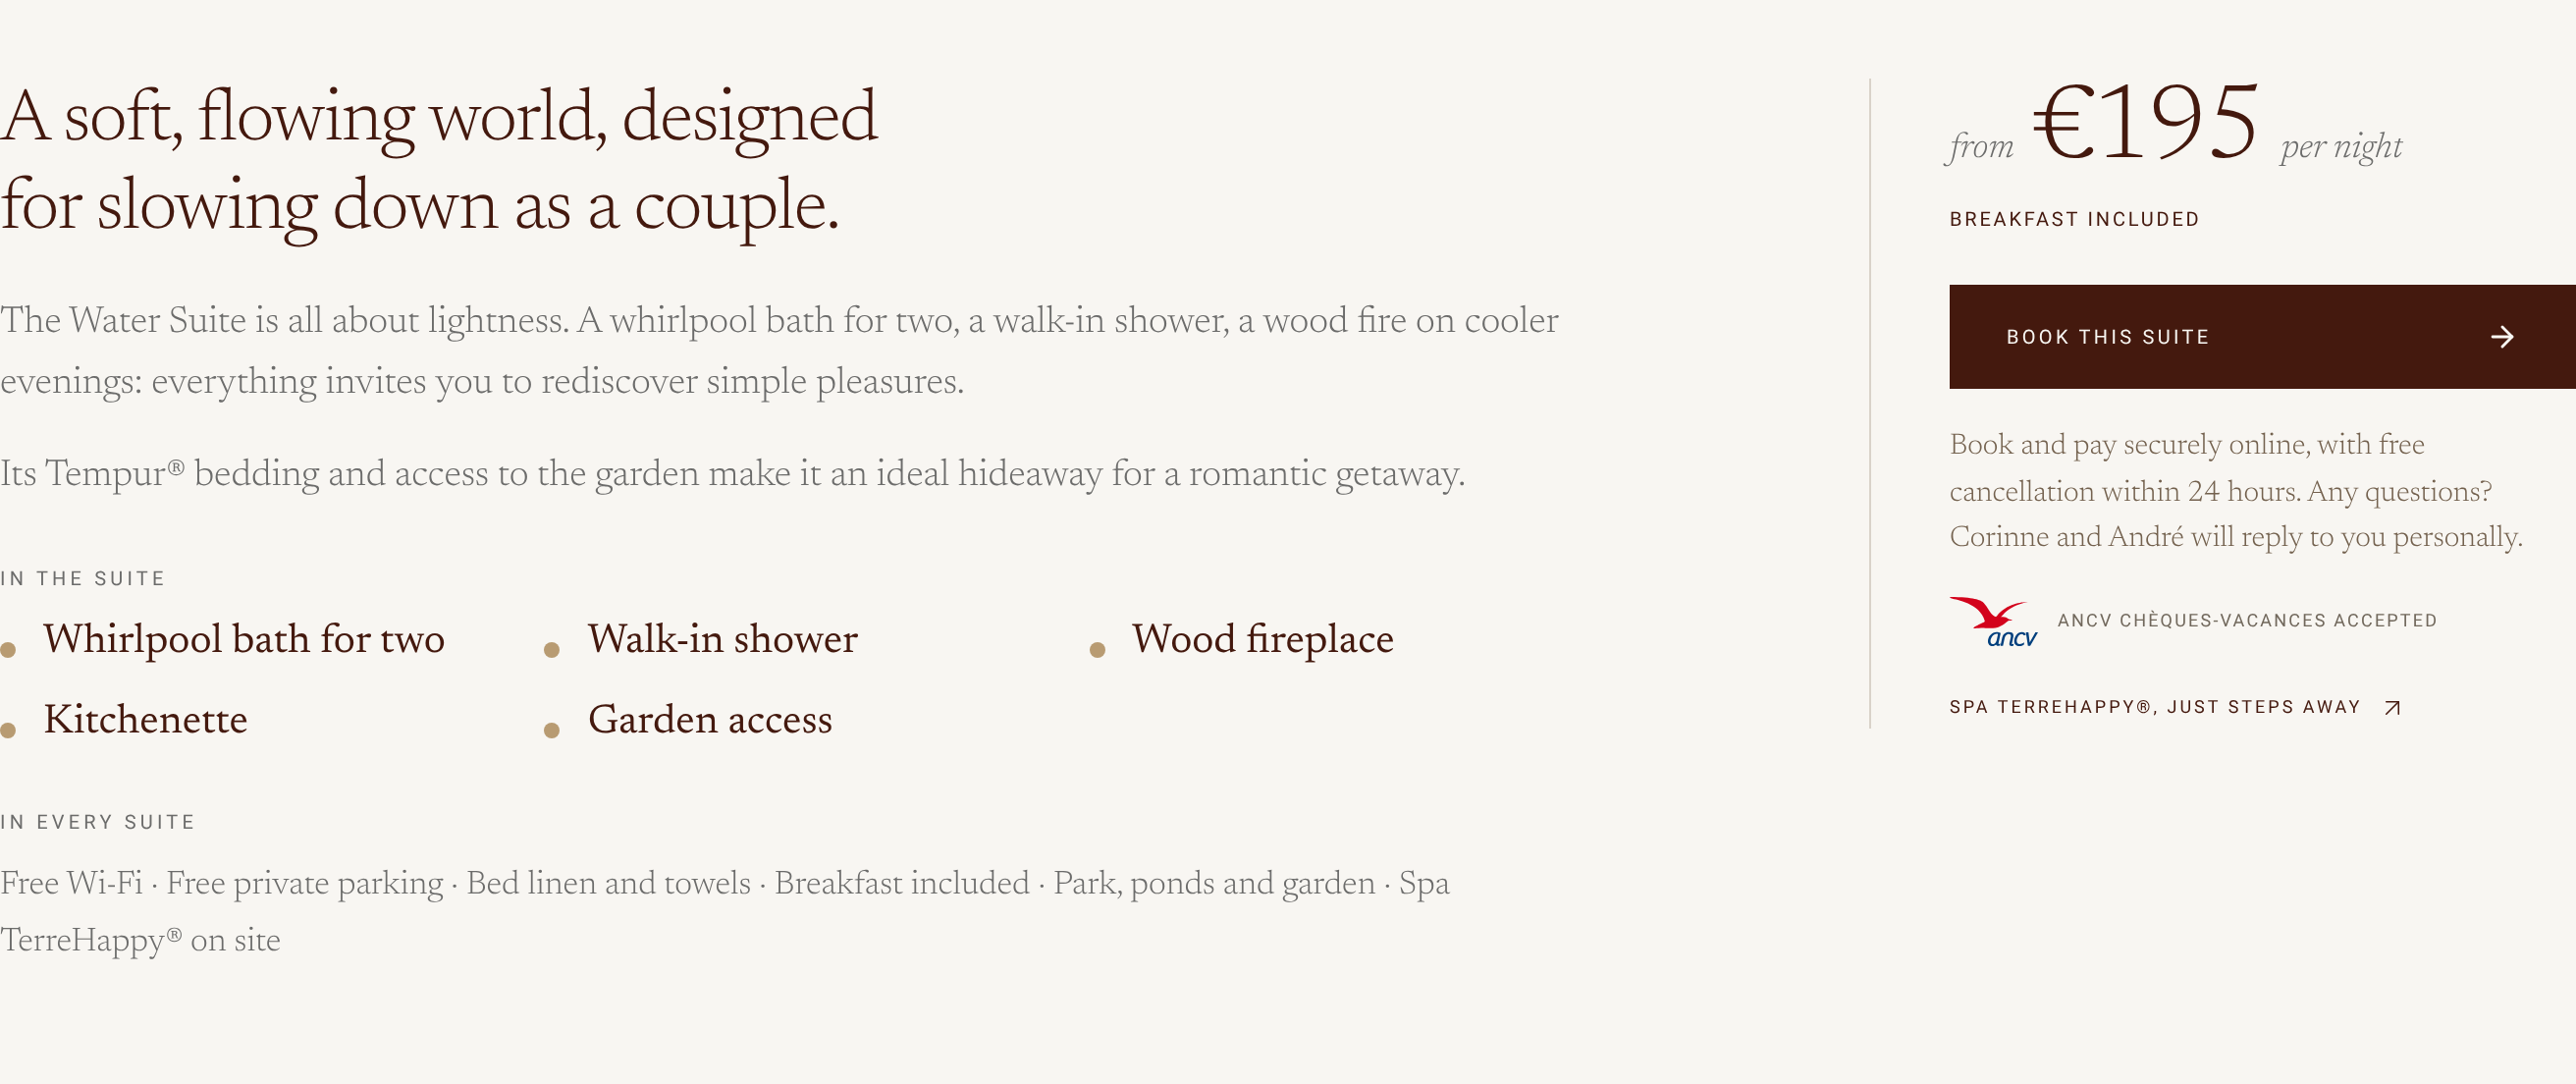 A soft, flowing world, designed
for slowing down as a couple.
The Water Suite is all about lightness. A whirlpool bath for two, a walk-in shower, a wood fire on cooler
evenings: everything invites you to rediscover simple pleasures.
Its Tempur® bedding and access to the garden make it an ideal hideaway for a romantic getaway.
IN THE SUITE
Whirlpool bath for two
Walk-in shower
Wood fireplace
Kitchenette
Garden access
IN EVERY SUITE
Free Wi-Fi · Free private parking · Bed linen and towels · Breakfast included · Park, ponds and garden · Spa
TerreHappy® on site
from €195 per night
BREAKFAST INCLUDED
BOOK THIS SUITE
Book and pay securely online, with free
cancellation within 24 hours. Any questions?
Corinne and André will reply to you personally.
ancv
ANCV CHÈQUES-VACANCES ACCEPTED
SPA TERREHAPPY®, JUST STEPS AWAY